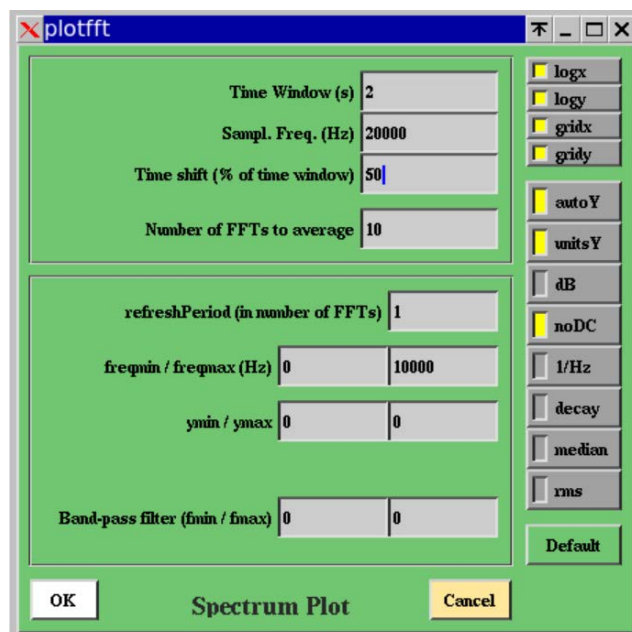 plotfft
Time Window (s) 2
Sampl. Freq. (Hz) 20000
Time shift (% of time window) 50
Number of FFTs to average 10
refreshPeriod (in number of FFTs) 1
freqmin / freqmax (Hz) 0 10000
ymin / ymax 0 0
Band-pass filter (fmin / fmax) 0 0
logx
logy
gridx
gridy
autoY
unitsY
dB
noDC
1/Hz
decay
median
rms
Default
OK Spectrum Plot Cancel